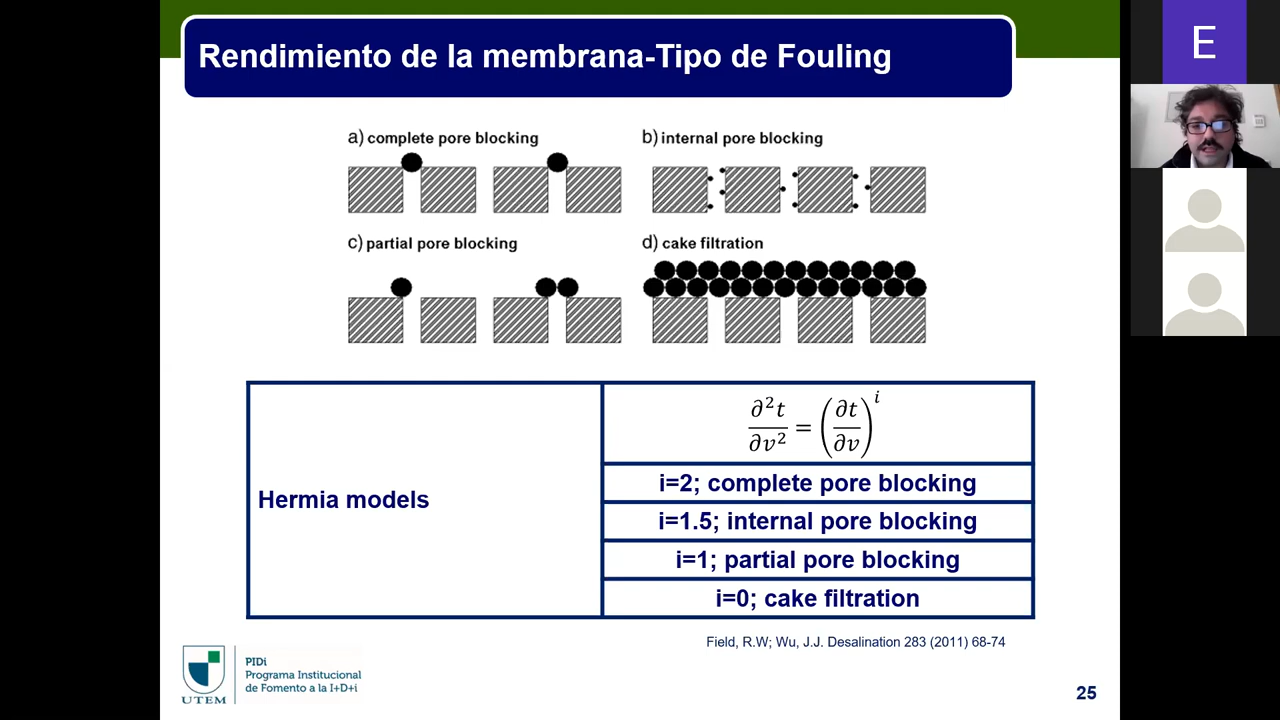 Rendimiento de la membrana-Tipo de Fouling
a) complete pore blocking
b) internal pore blocking
c) partial pore blocking
d) cake filtration
Hermia models
∂²t/∂v² = (∂t/∂v)^i
i=2; complete pore blocking
i=1.5; internal pore blocking
i=1; partial pore blocking
i=0; cake filtration
Field, R.W; Wu, J.J. Desalination 283 (2011) 68-74
UTEM
PIDi
Programa Institucional
de Fomento a la I+D+i
25
E